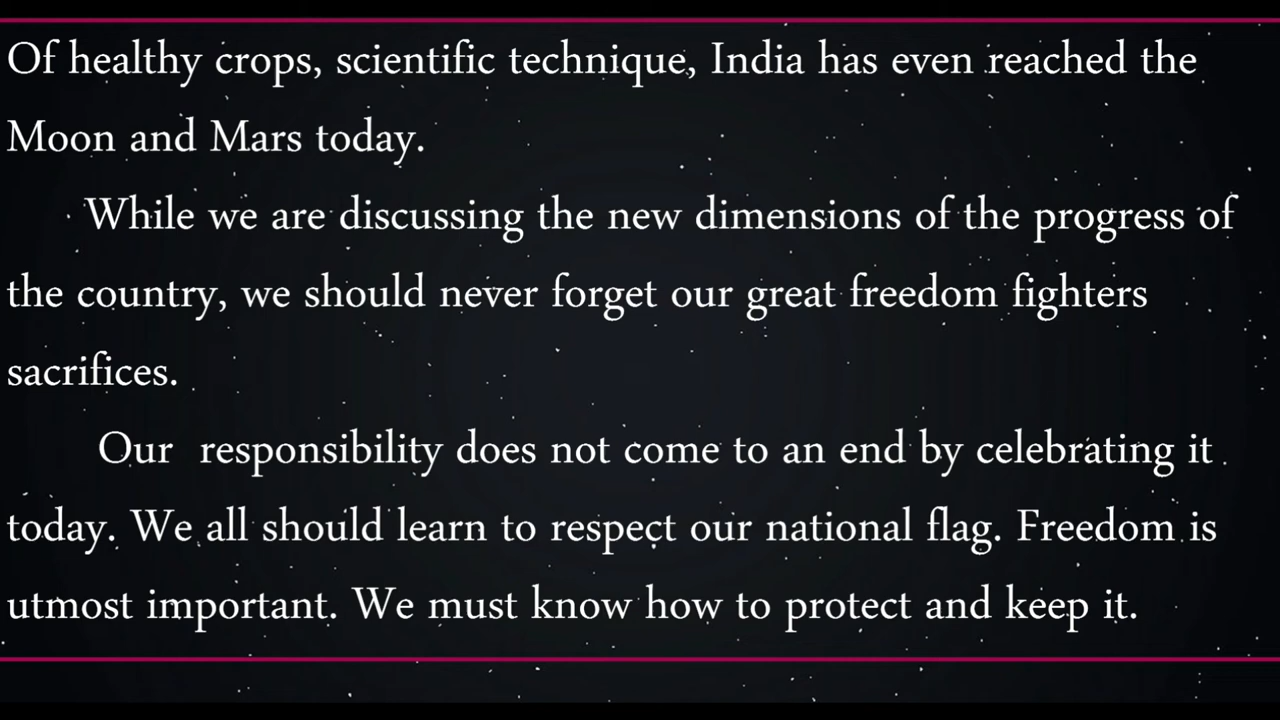 Of healthy crops, scientific technique, India has even reached the
Moon and Mars today.
While we are discussing the new dimensions of the progress of
the country, we should never forget our great freedom fighters
sacrifices.
Our responsibility does not come to an end by celebrating it
today. We all should learn to respect our national flag. Freedom is
utmost important. We must know how to protect and keep it.